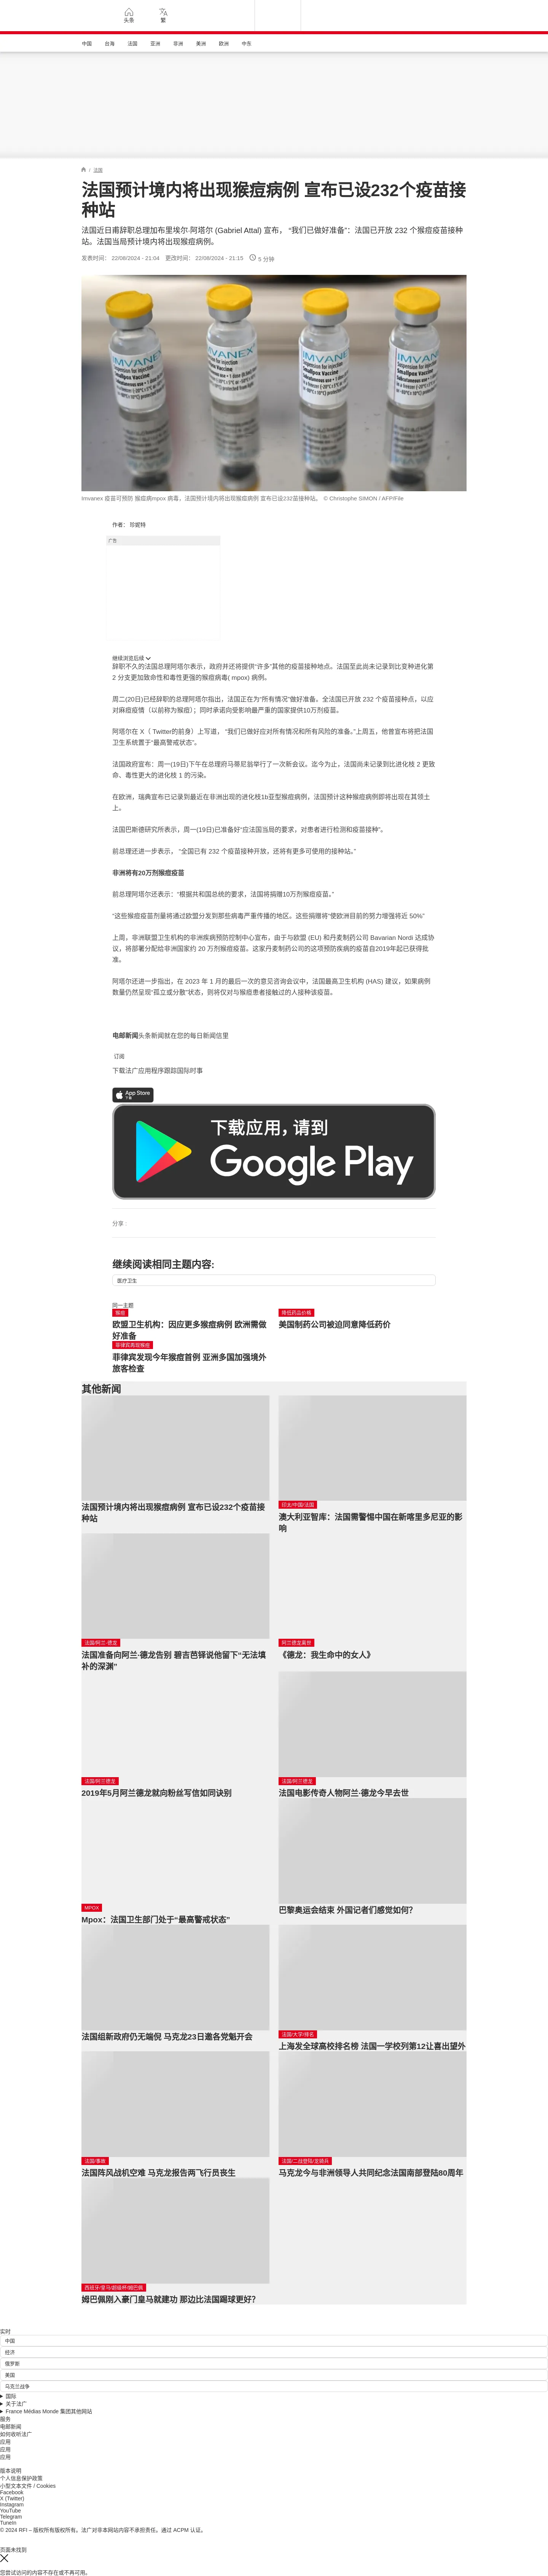 头条
繁
中国
台海
法国
亚洲
非洲
美洲
欧洲
中东
/ 法国
法国预计境内将出现猴痘病例 宣布已设232个疫苗接
种站
法国近日甫辞职总理加布里埃尔·阿塔尔 (Gabriel Attal) 宣布， “我们已做好准备”：法国已开放 232 个猴痘疫苗接种
站。法国当局预计境内将出现猴痘病例。
发表时间： 22/08/2024 - 21:04 更改时间： 22/08/2024 - 21:15 5 分钟
IMVANEX
Smallpox Vaccine
Imvanex 疫苗可预防 猴痘病mpox 病毒，法国预计境内将出现猴痘病例 宣布已设232苗接种站。 © Christophe SIMON / AFP/File
作者： 珍妮特
广告
继续浏览后续
辞职不久的法国总理阿塔尔表示，政府并还将提供“许多”其他的疫苗接种地点。法国至此尚未记录到比变种进化第
2 分支更加致命性和毒性更强的猴痘病毒( mpox) 病例。
周二(20日)已经辞职的总理阿塔尔指出，法国正在为“所有情况”做好准备。全法国已开放 232 个疫苗接种点，以应
对麻痘疫情（以前称为猴痘）；同时承诺向受影响最严重的国家提供10万剂疫苗。
阿塔尔在 X（ Twitter的前身）上写道， “我们已做好应对所有情况和所有风险的准备。”上周五，他曾宣布将把法国
卫生系统置于“最高警戒状态”。
法国政府宣布：周一(19日)下午在总理府马蒂尼翁举行了一次新会议。迄今为止，法国尚未记录到比进化枝 2 更致
命、毒性更大的进化枝 1 的污染。
在欧洲，瑞典宣布已记录到最近在非洲出现的进化枝1b亚型猴痘病例，法国预计这种猴痘病例即将出现在其领土
上。
法国巴斯德研究所表示，周一(19日)已准备好“应法国当局的要求，对患者进行检测和疫苗接种”。
前总理还进一步表示， “全国已有 232 个疫苗接种开放，还将有更多可使用的接种站。”
非洲将有20万剂猴痘疫苗
前总理阿塔尔还表示：“根据共和国总统的要求，法国将捐赠10万剂猴痘疫苗。”
“这些猴痘疫苗剂量将通过欧盟分发到那些病毒严重传播的地区。这些捐赠将“使欧洲目前的努力增强将近 50%”
上周，非洲联盟卫生机构的非洲疾病预防控制中心宣布，由于与欧盟 (EU) 和丹麦制药公司 Bavarian Nordi 达成协
议，将部署分配给非洲国家约 20 万剂猴痘疫苗。这家丹麦制药公司的这项预防疾病的疫苗自2019年起已获得批
准。
阿塔尔还进一步指出，在 2023 年 1 月的最后一次的意见咨询会议中，法国最高卫生机构 (HAS) 建议，如果病例
数量仍然呈现“孤立或分散”状态，则将仅对与猴痘患者接触过的人接种该疫苗。
电邮新闻头条新闻就在您的每日新闻信里
订阅
下载法广应用程序跟踪国际时事
App Store
下载
下载应用，请到
Google Play
分享 :
继续阅读相同主题内容:
医疗卫生
同一主题
猴痘
欧盟卫生机构：因应更多猴痘病例 欧洲需做
好准备
降低药品价格
美国制药公司被迫同意降低药价
菲律宾再现猴痘
菲律宾发现今年猴痘首例 亚洲多国加强境外
旅客检查
其他新闻
法国预计境内将出现猴痘病例 宣布已设232个疫苗接
种站
印太/中国/法国
澳大利亚智库：法国需警惕中国在新喀里多尼亚的影
响
法国/阿兰·德龙
法国准备向阿兰·德龙告别 碧吉芭铎说他留下“无法填
补的深渊”
阿兰德龙离世
《德龙：我生命中的女人》
法国/阿兰德龙
2019年5月阿兰德龙就向粉丝写信如同诀别
法国/阿兰德龙
法国电影传奇人物阿兰·德龙今早去世
MPOX
Mpox：法国卫生部门处于“最高警戒状态”
巴黎奥运会结束 外国记者们感觉如何？
法国组新政府仍无端倪 马克龙23日邀各党魁开会
法国/大学/排名
上海发全球高校排名榜 法国一学校列第12让喜出望外
法国/事故
法国阵风战机空难 马克龙报告两飞行员丧生
法国/二战登陆/非洲兵
马克龙今与非洲领导人共同纪念法国南部登陆80周年
西班牙/皇马/超级杯/姆巴佩
姆巴佩刚入豪门皇马就建功 那边比法国踢球更好？
实时
中国
经济
俄罗斯
美国
乌克兰战争
国际
关于法广
France Médias Monde 集团其他网站
服务
电邮新闻
如何收听法广
应用
应用
应用
版本说明
个人信息保护政策
小型文本文件 / Cookies
Facebook
X (Twitter)
Instagram
YouTube
Telegram
TuneIn
© 2024 RFI – 版权所有版权所有。法广对非本网站内容不承担责任。通过 ACPM 认证。
页面未找到
您尝试访问的内容不存在或不再可用。